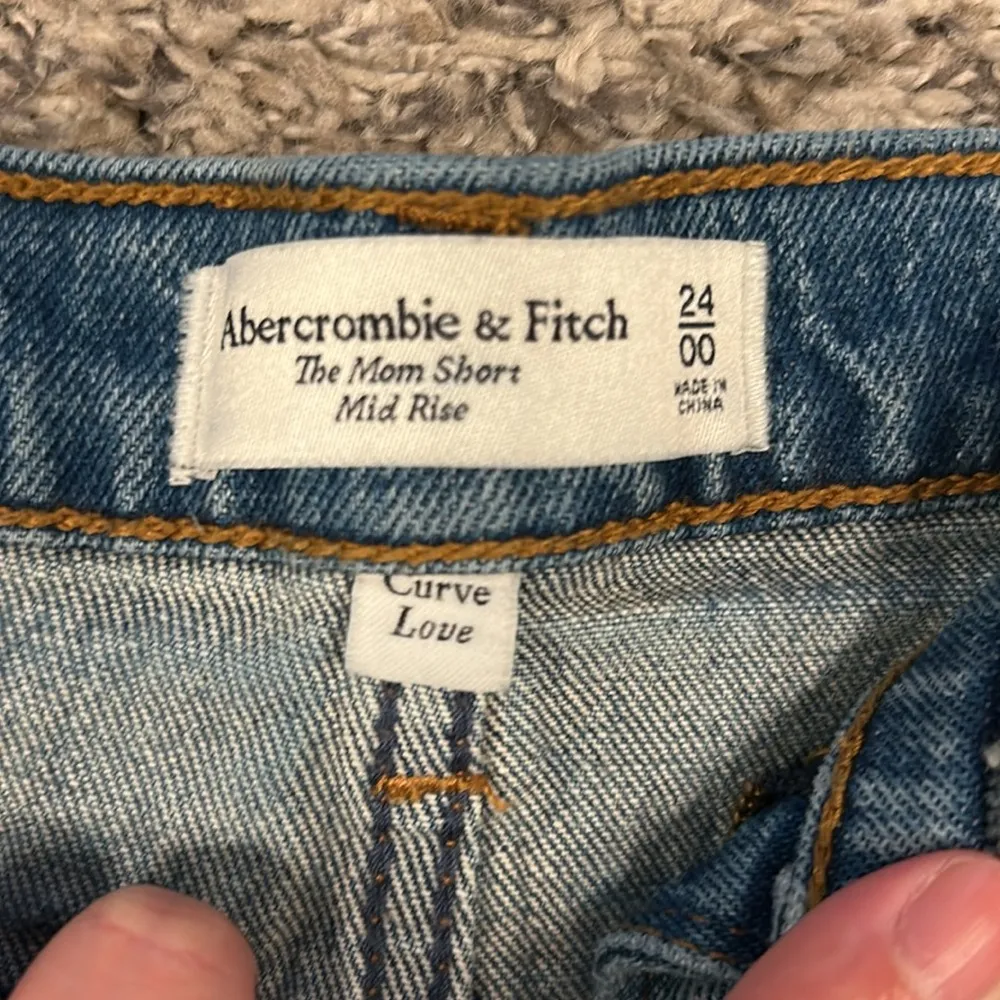 Abercrombie & Fitch
The Mom Short
Mid Rise
24
00
MADE IN
CHINA
Curve
Love